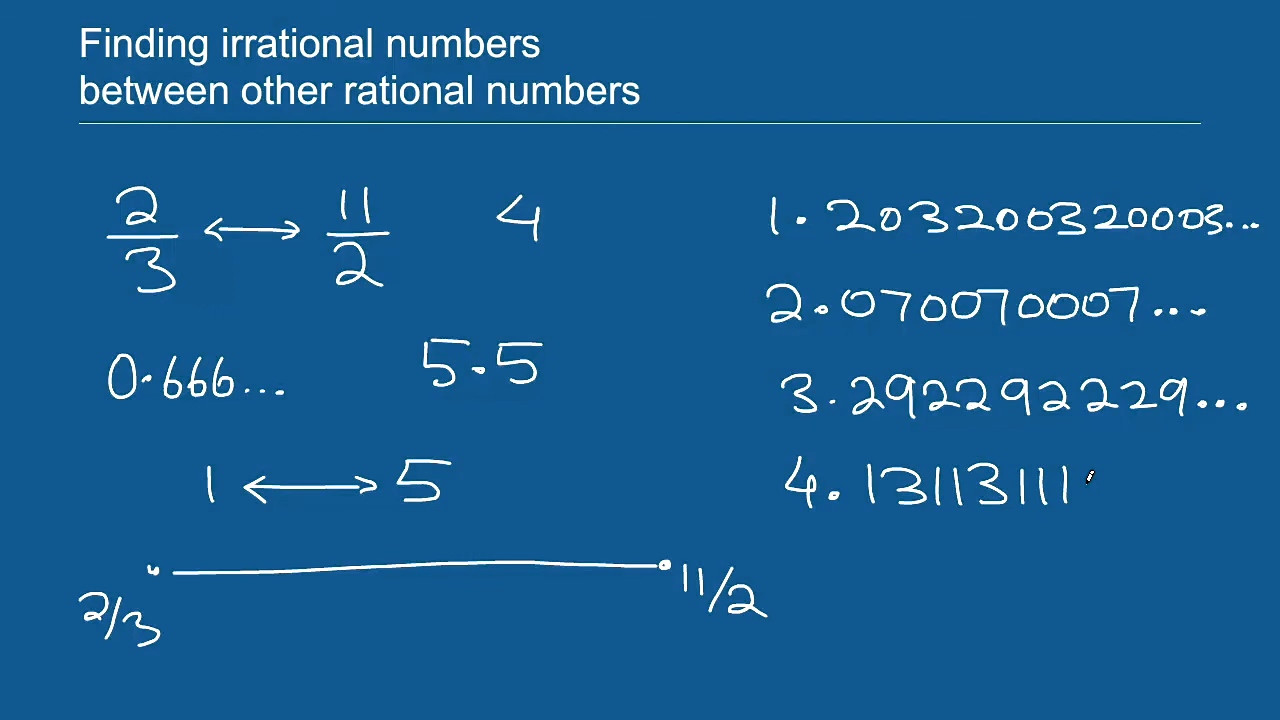 Finding irrational numbers
between other rational numbers
2/3 ↔ 11/2 4
0.666... 5.5
1 ↔ 5
2/3 11/2
1.203200320003...
2.070070007...
3.292292229...
4.13113111